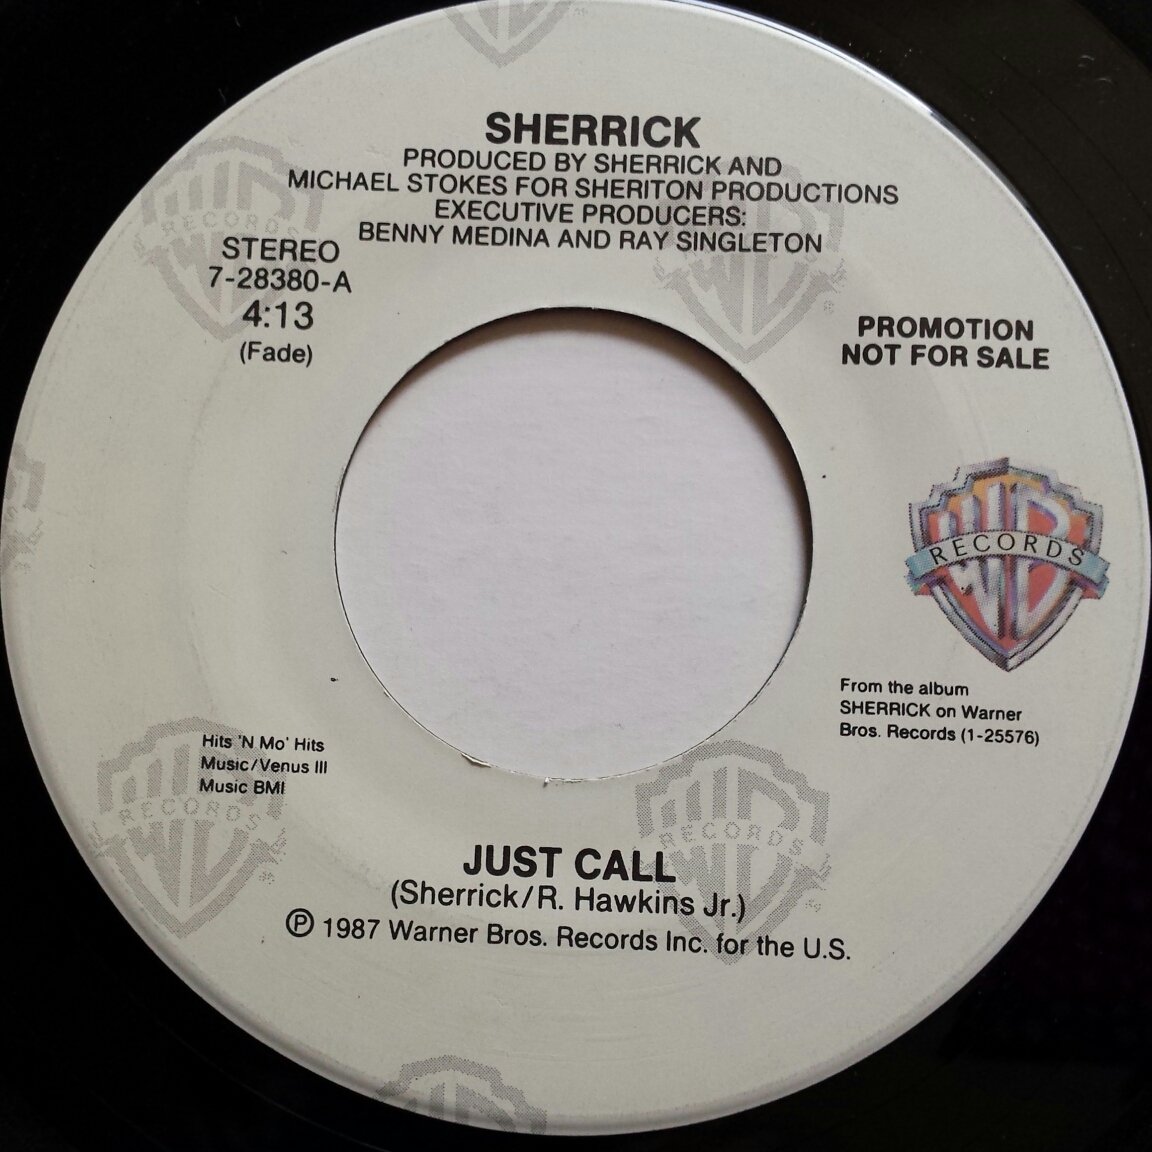 SHERRICK
PRODUCED BY SHERRICK AND
MICHAEL STOKES FOR SHERITON PRODUCTIONS
EXECUTIVE PRODUCERS:
BENNY MEDINA AND RAY SINGLETON
STEREO
7-28380-A
4:13
(Fade)
PROMOTION
NOT FOR SALE
RECORDS
From the album
SHERRICK on Warner
Bros. Records (1-25576)
Hits 'N Mo' Hits
Music/Venus III
Music BMI
JUST CALL
(Sherrick/R. Hawkins Jr.)
℗ 1987 Warner Bros. Records Inc. for the U.S.